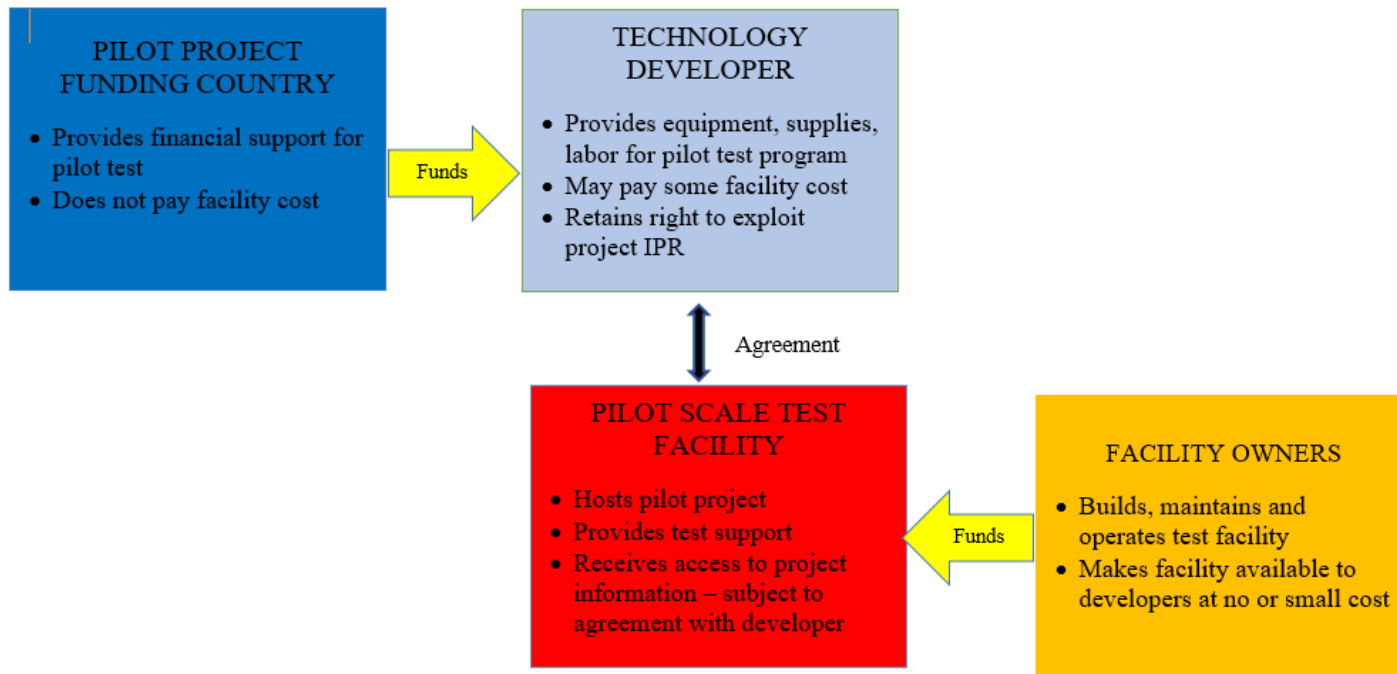 PILOT PROJECT
FUNDING COUNTRY
• Provides financial support for
pilot test
• Does not pay facility cost
Funds
TECHNOLOGY
DEVELOPER
• Provides equipment, supplies,
labor for pilot test program
• May pay some facility cost
• Retains right to exploit
project IPR
Agreement
PILOT SCALE TEST
FACILITY
• Hosts pilot project
• Provides test support
• Receives access to project
information – subject to
agreement with developer
Funds
FACILITY OWNERS
• Builds, maintains and
operates test facility
• Makes facility available to
developers at no or small cost